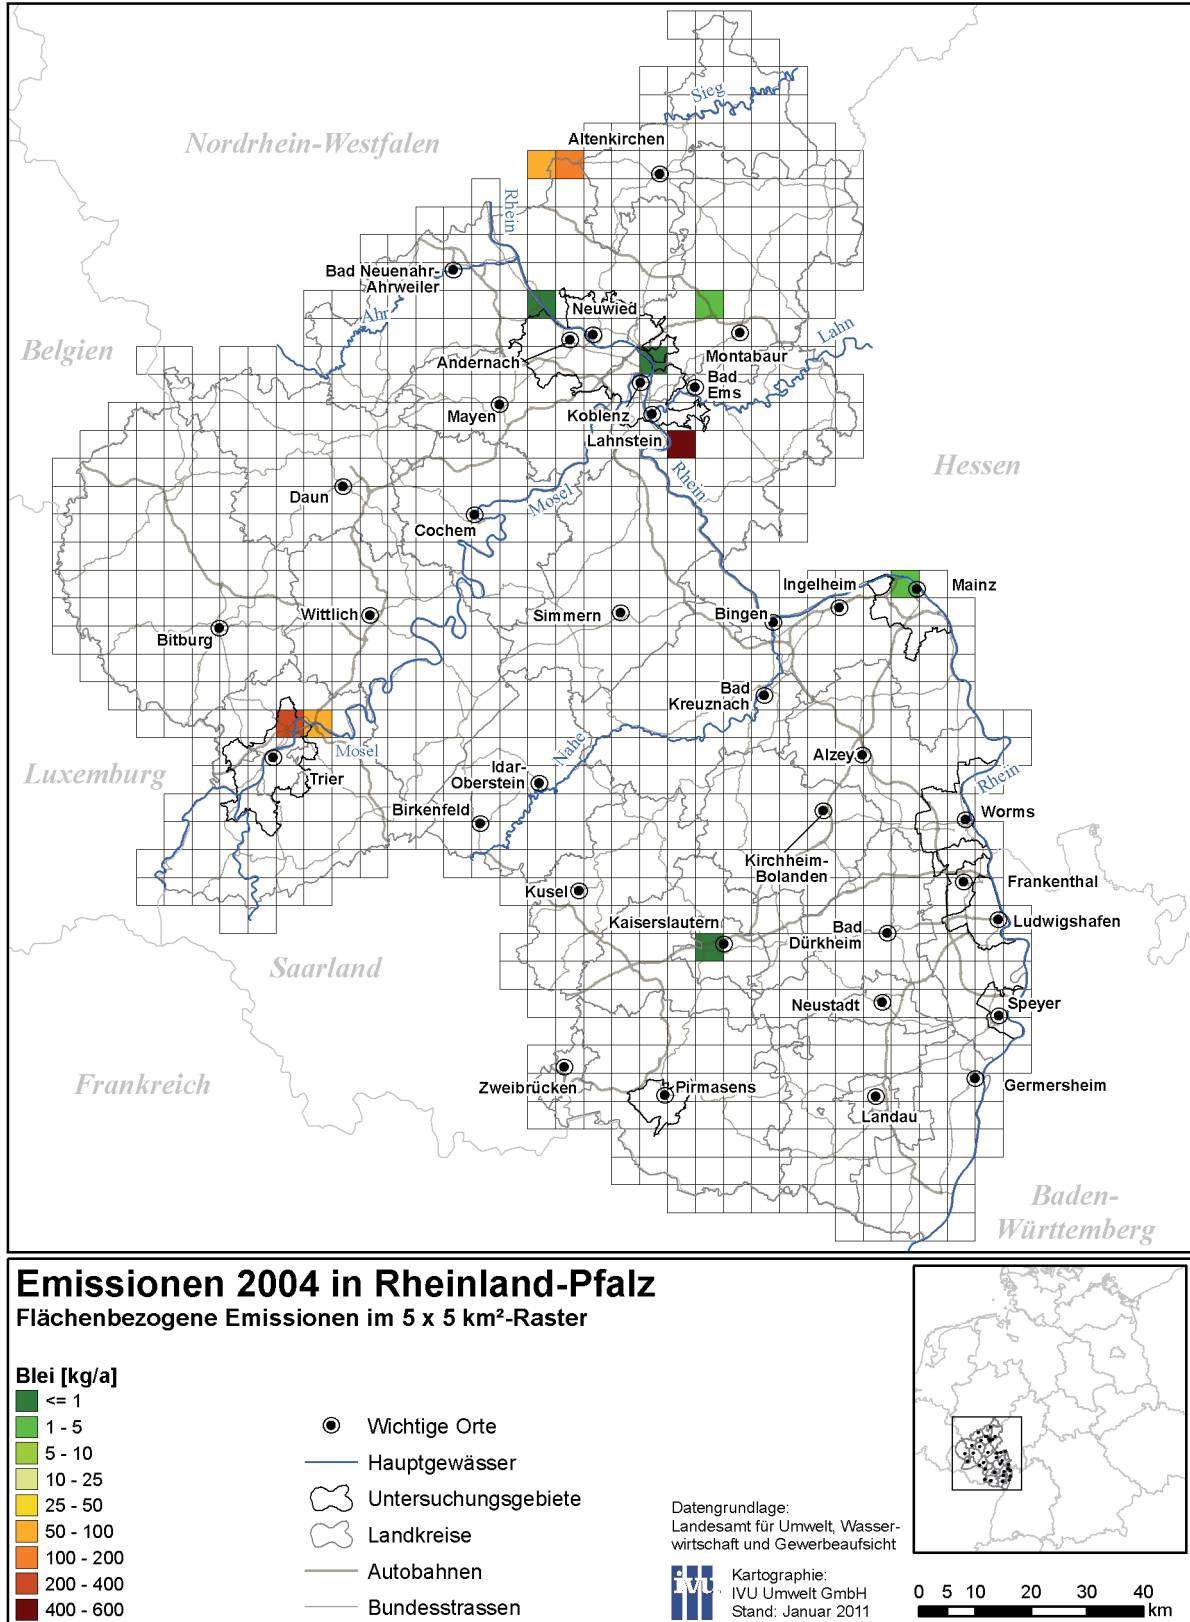 Sieg
Altenkirchen
Nordrhein-Westfalen
Rhein
Bad Neuenahr-
Ahrweiler
Ahr
Neuwied
Belgien
Andernach
Lahn
Montabaur
Bad
Ems
Mayen
Koblenz
Lahnstein
Hessen
Rhein
Daun
Mosel
Cochem
Ingelheim
Mainz
Wittlich
Simmern
Bingen
Bitburg
Bad
Kreuznach
Mosel
Nahe
Alzey
Luxemburg
Trier
Idar-
Oberstein
Rhein
Birkenfeld
Worms
Kirchheim-
Bolanden
Kusel
Frankenthal
Kaiserslautern
Bad
Dürkheim
Ludwigshafen
Saarland
Neustadt
Speyer
Frankreich
Zweibrücken
Pirmasens
Germersheim
Landau
Baden-
Württemberg
Emissionen 2004 in Rheinland-Pfalz
Flächenbezogene Emissionen im 5 x 5 km²-Raster
Blei [kg/a]
<= 1
1 - 5
5 - 10
10 - 25
25 - 50
50 - 100
100 - 200
200 - 400
400 - 600
Wichtige Orte
Hauptgewässer
Untersuchungsgebiete
Landkreise
Autobahnen
Bundesstrassen
Datengrundlage:
Landesamt für Umwelt, Wasser-
wirtschaft und Gewerbeaufsicht
ivu
Kartographie:
IVU Umwelt GmbH
Stand: Januar 2011
0 5 10 20 30 40
km